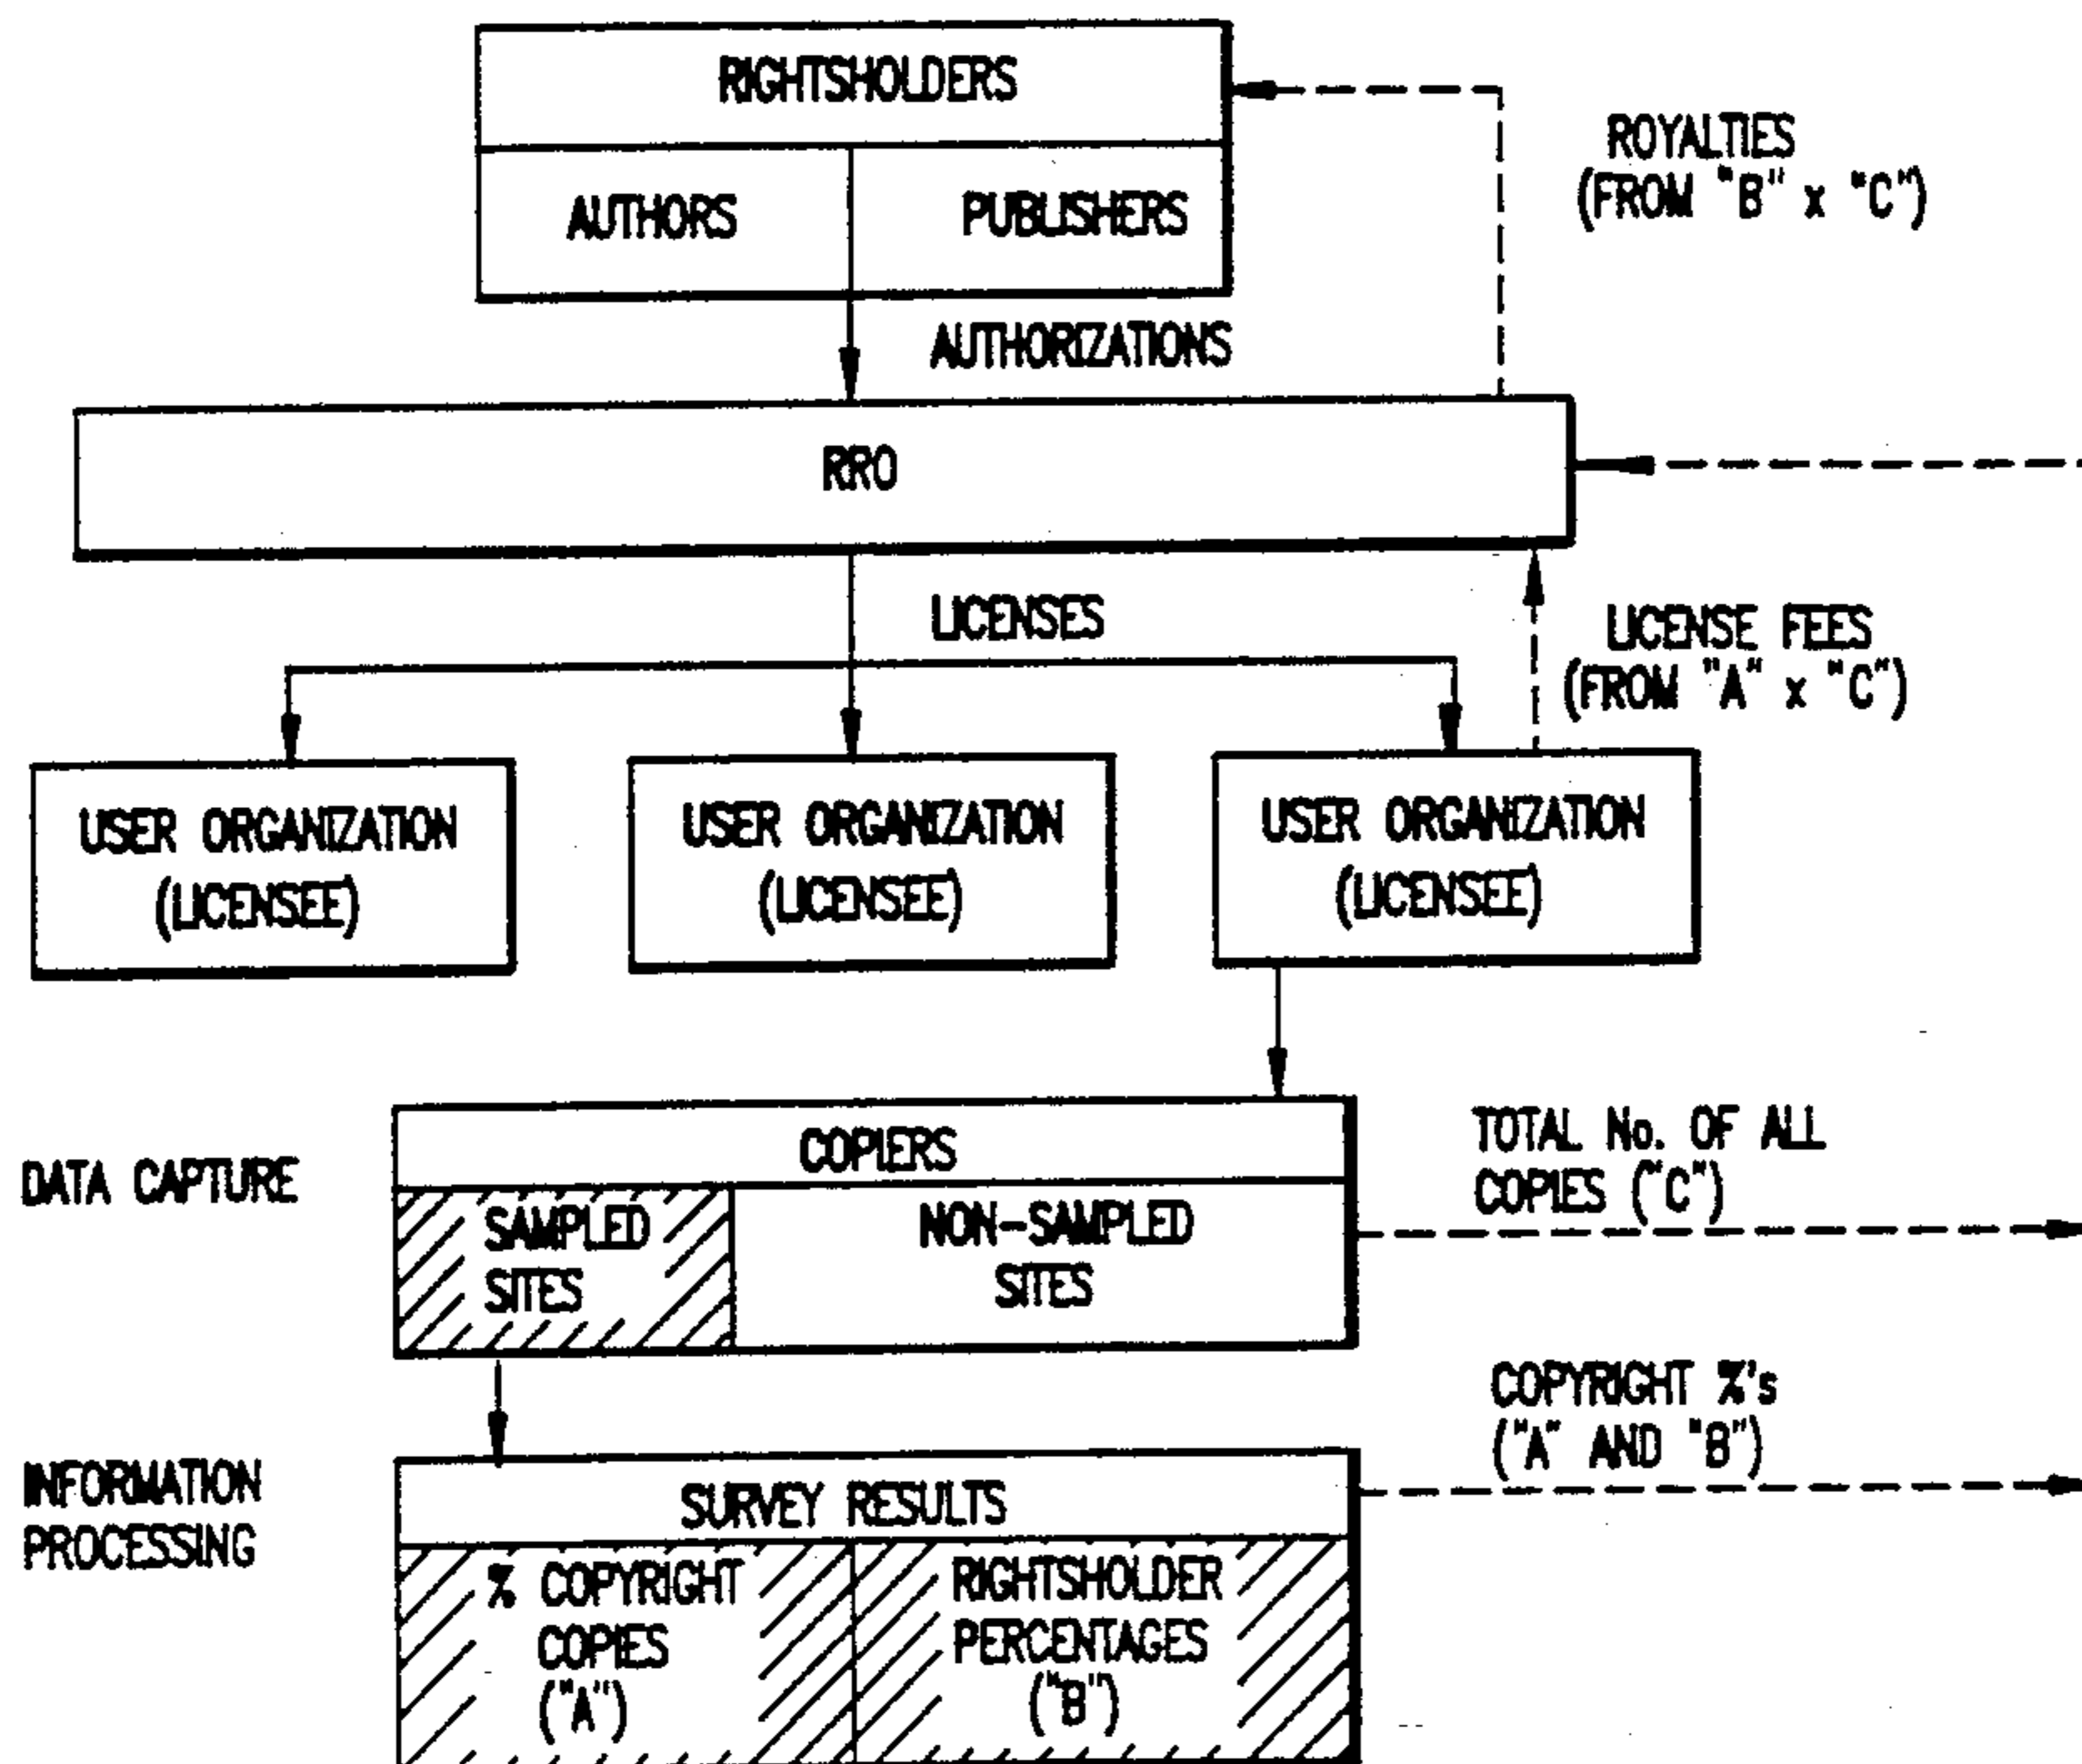 RIGHTSHOLDERS
AUTHORS
PUBLISHERS
ROYALTIES
(FROM "B" x "C")
AUTHORIZATIONS
RRO
LICENSES
LICENSE FEES
(FROM "A" x "C")
USER ORGANIZATION
(LICENSEE)
USER ORGANIZATION
(LICENSEE)
USER ORGANIZATION
(LICENSEE)
DATA CAPTURE
COPIERS
SAMPLED
SITES
NON-SAMPLED
SITES
TOTAL No. OF ALL
COPIES ("C")
INFORMATION
PROCESSING
SURVEY RESULTS
% COPYRIGHT
COPIES
("A")
RIGHTSHOLDER
PERCENTAGES
("B")
COPYRIGHT %'s
("A" AND "B")